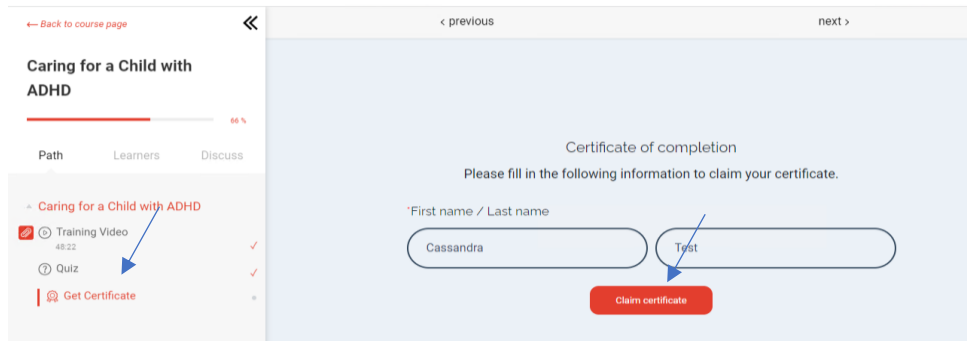 ← Back to course page
Caring for a Child with
ADHD
66 %
Path Learners Discuss
Caring for a Child with ADHD
Training Video
48:22
Quiz
Get Certificate
‹ previous next ›
Certificate of completion
Please fill in the following information to claim your certificate.
*First name / Last name
Cassandra Test
Claim certificate